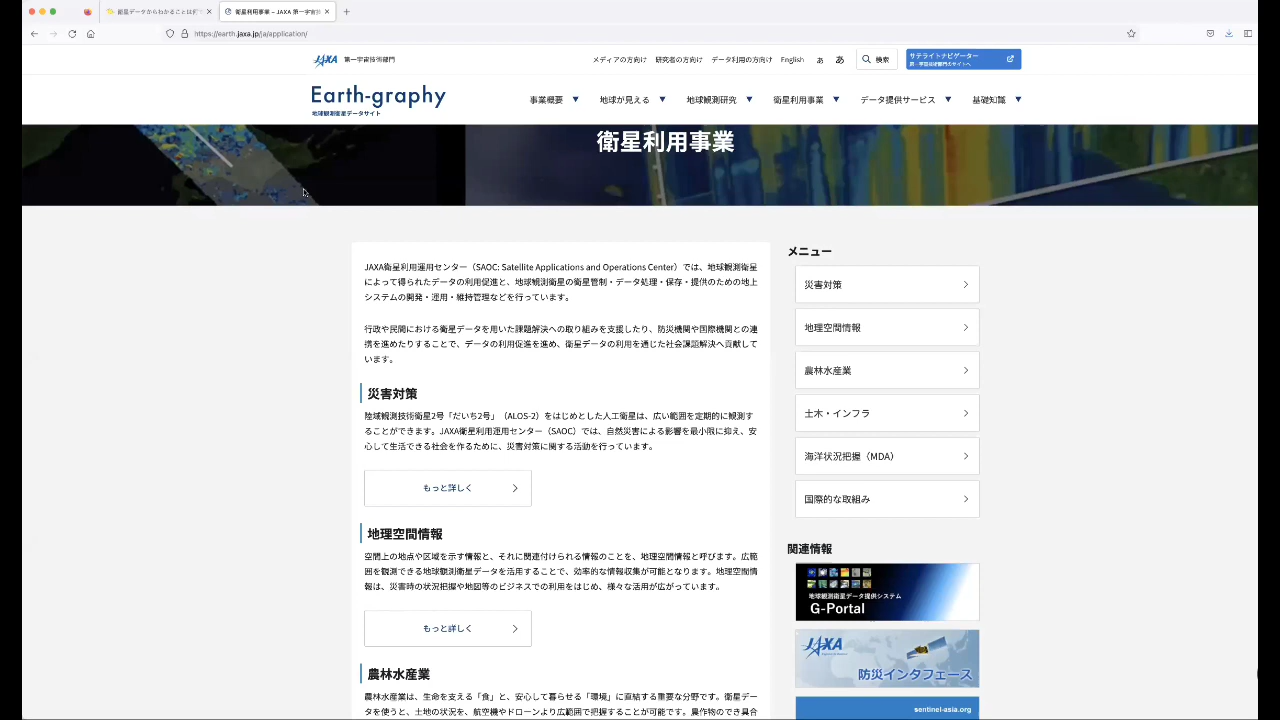 衛星データからわかることは何
衛星利用事業 – JAXA 第一宇宙技
https://earth.jaxa.jp/ja/application/
JAXA 第一宇宙技術部門
メディアの方向け 研究者の方向け データ利用の方向け English あ あ 検索
サテライトナビゲーター
第一宇宙技術部門のサイトへ
Earth-graphy
地球観測衛星データサイト
事業概要 ▼ 地球が見える ▼ 地球観測研究 ▼ 衛星利用事業 ▼ データ提供サービス ▼ 基礎知識 ▼
衛星利用事業
JAXA衛星利用運用センター（SAOC: Satellite Applications and Operations Center）では、地球観測衛星
によって得られたデータの利用促進と、地球観測衛星の衛星管制・データ処理・保存・提供のための地上
システムの開発・運用・維持管理などを行っています。
行政や民間における衛星データを用いた課題解決への取り組みを支援したり、防災機関や国際機関との連
携を進めたりすることで、データの利用促進を進め、衛星データの利用を通じた社会課題解決へ貢献して
います。
災害対策
陸域観測技術衛星2号「だいち2号」（ALOS-2）をはじめとした人工衛星は、広い範囲を定期的に観測す
ることができます。JAXA衛星利用運用センター（SAOC）では、自然災害による影響を最小限に抑え、安
心して生活できる社会を作るために、災害対策に関する活動を行っています。
もっと詳しく
地理空間情報
空間上の地点や区域を示す情報と、それに関連付けられる情報のことを、地理空間情報と呼びます。広範
囲を観測できる地球観測衛星データを活用することで、効率的な情報収集が可能となります。地理空間情
報は、災害時の状況把握や地図等のビジネスでの利用をはじめ、様々な活用が広がっています。
もっと詳しく
農林水産業
農林水産業は、生命を支える「食」と、安心して暮らせる「環境」に直結する重要な分野です。衛星デー
タを使うと、土地の状況を、航空機やドローンより広範囲で把握することが可能です。農作物のでき具合
メニュー
災害対策
地理空間情報
農林水産業
土木・インフラ
海洋状況把握（MDA）
国際的な取組み
関連情報
地球観測衛星データ提供システム
G-Portal
JAXA
防災インタフェース
sentinel-asia.org